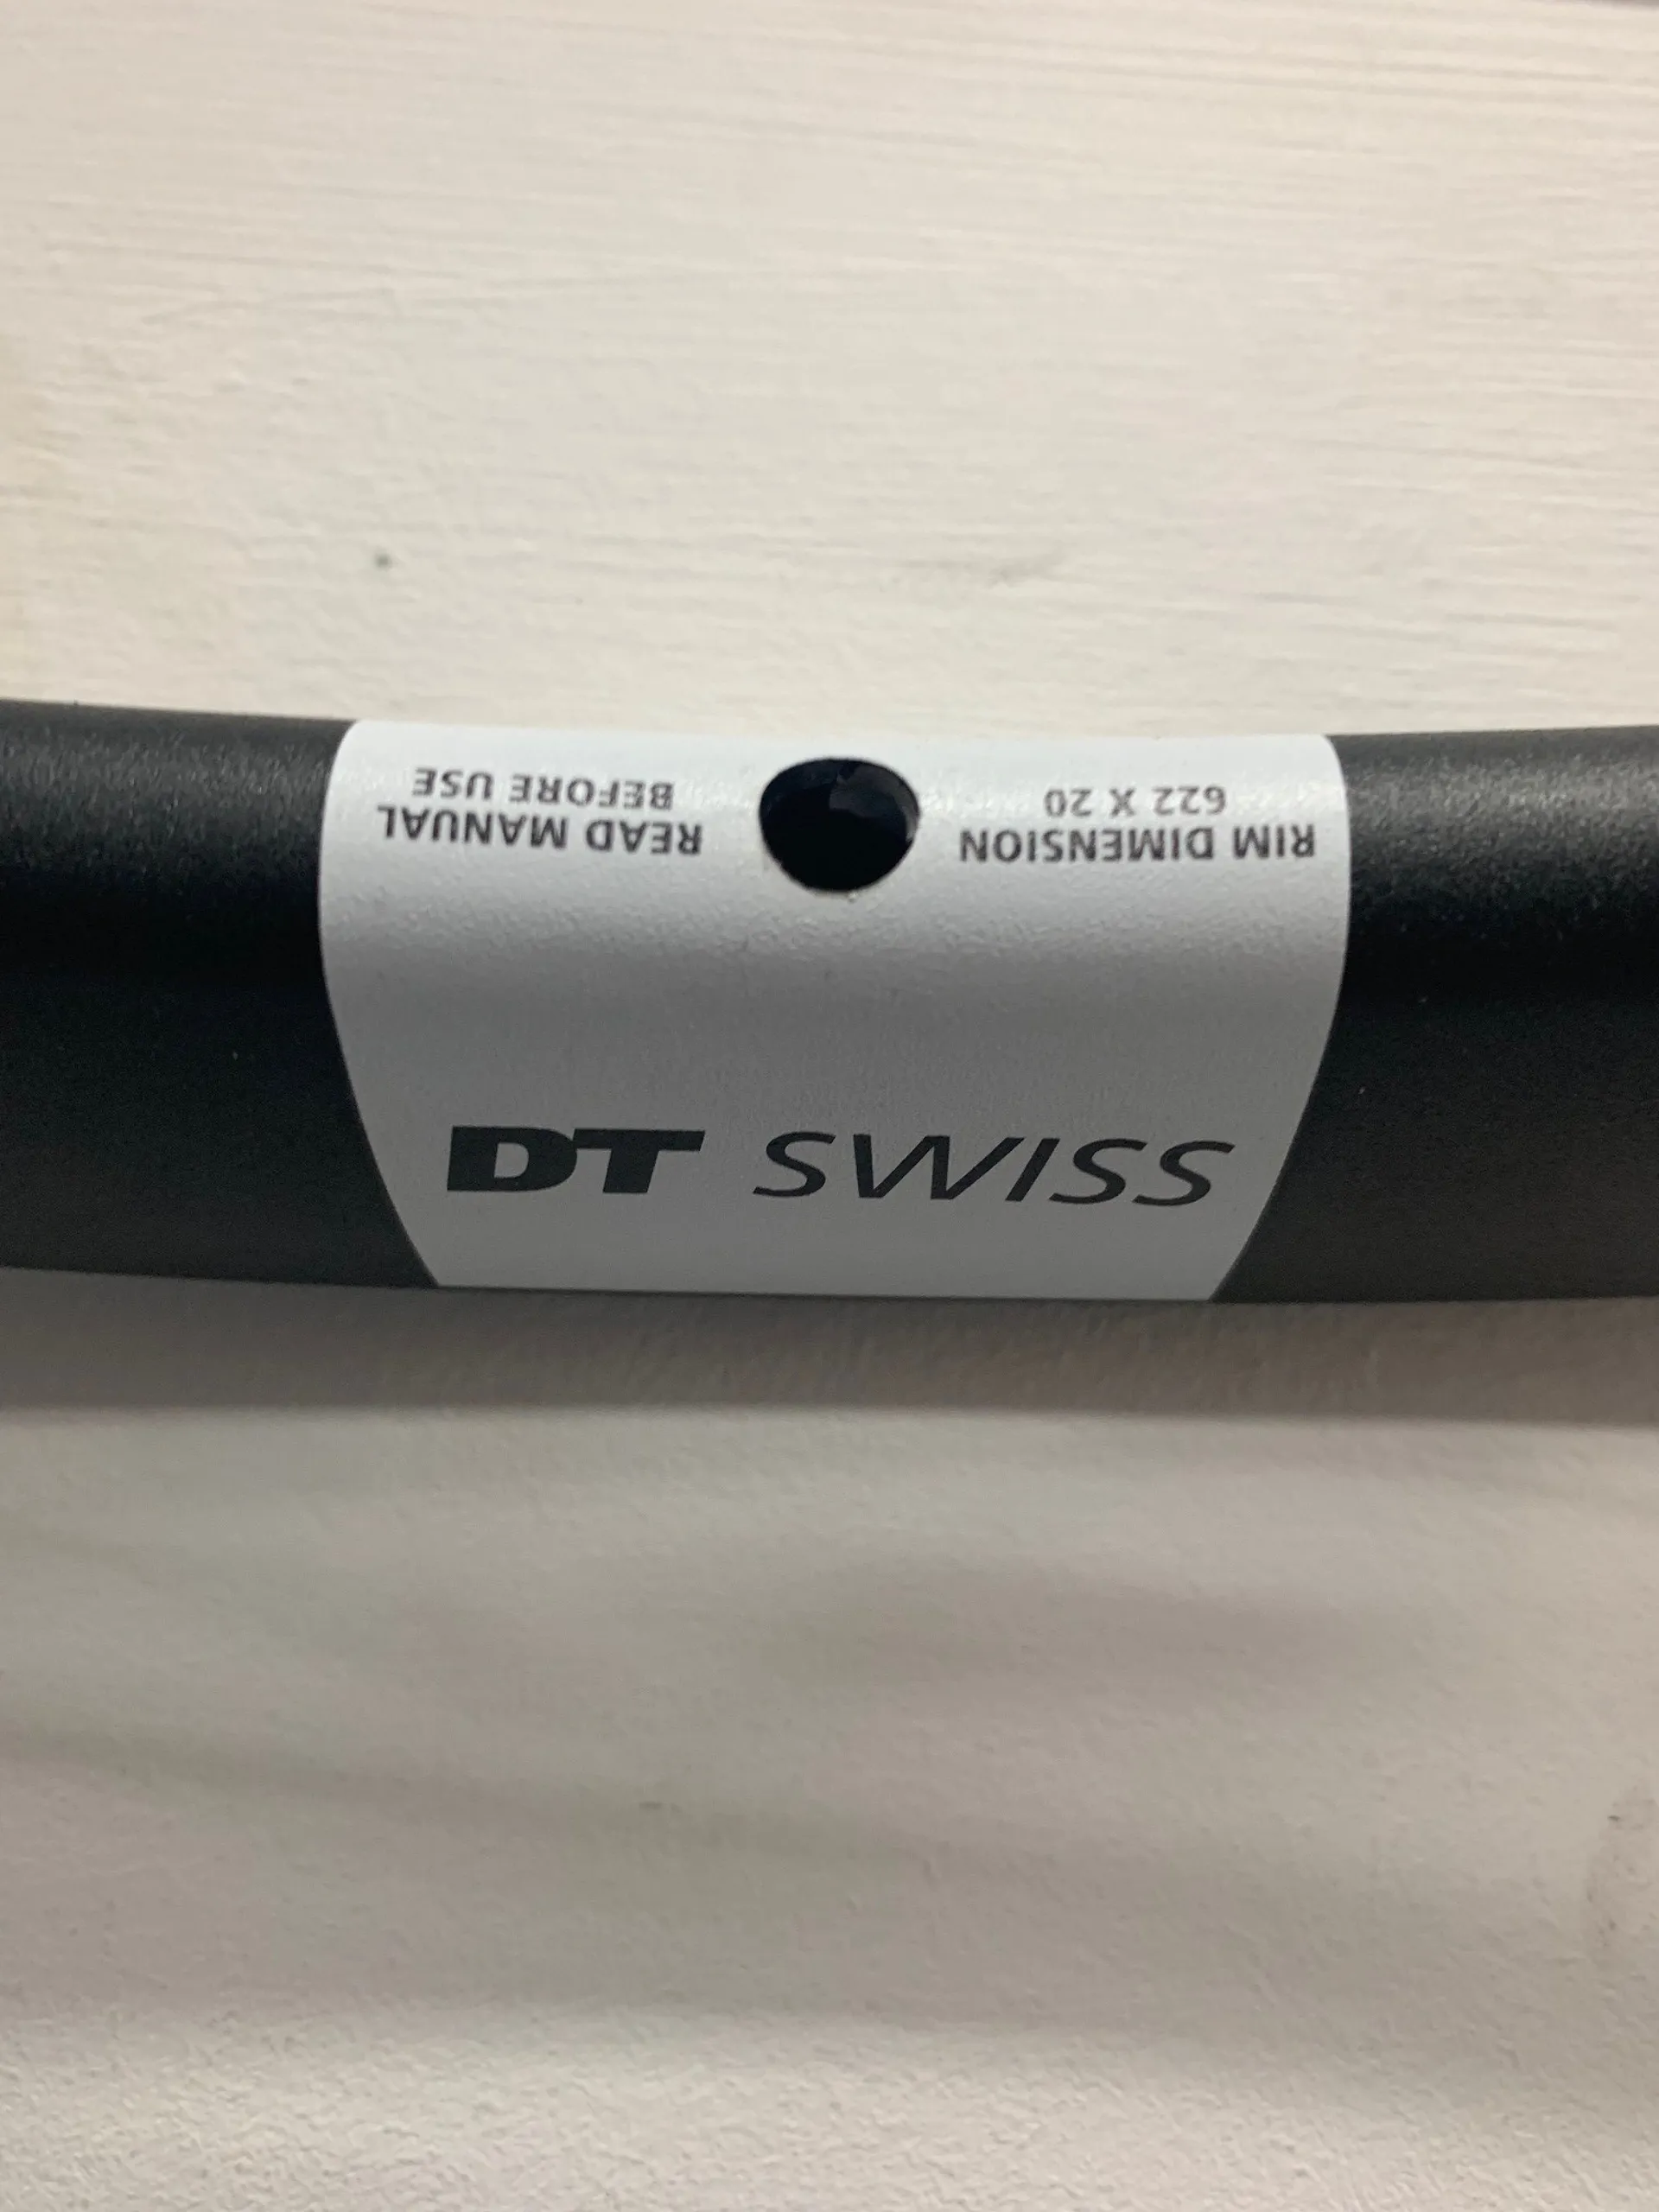 READ MANUAL
BEFORE USE
RIM DIMENSION
622 X 20
DT SWISS